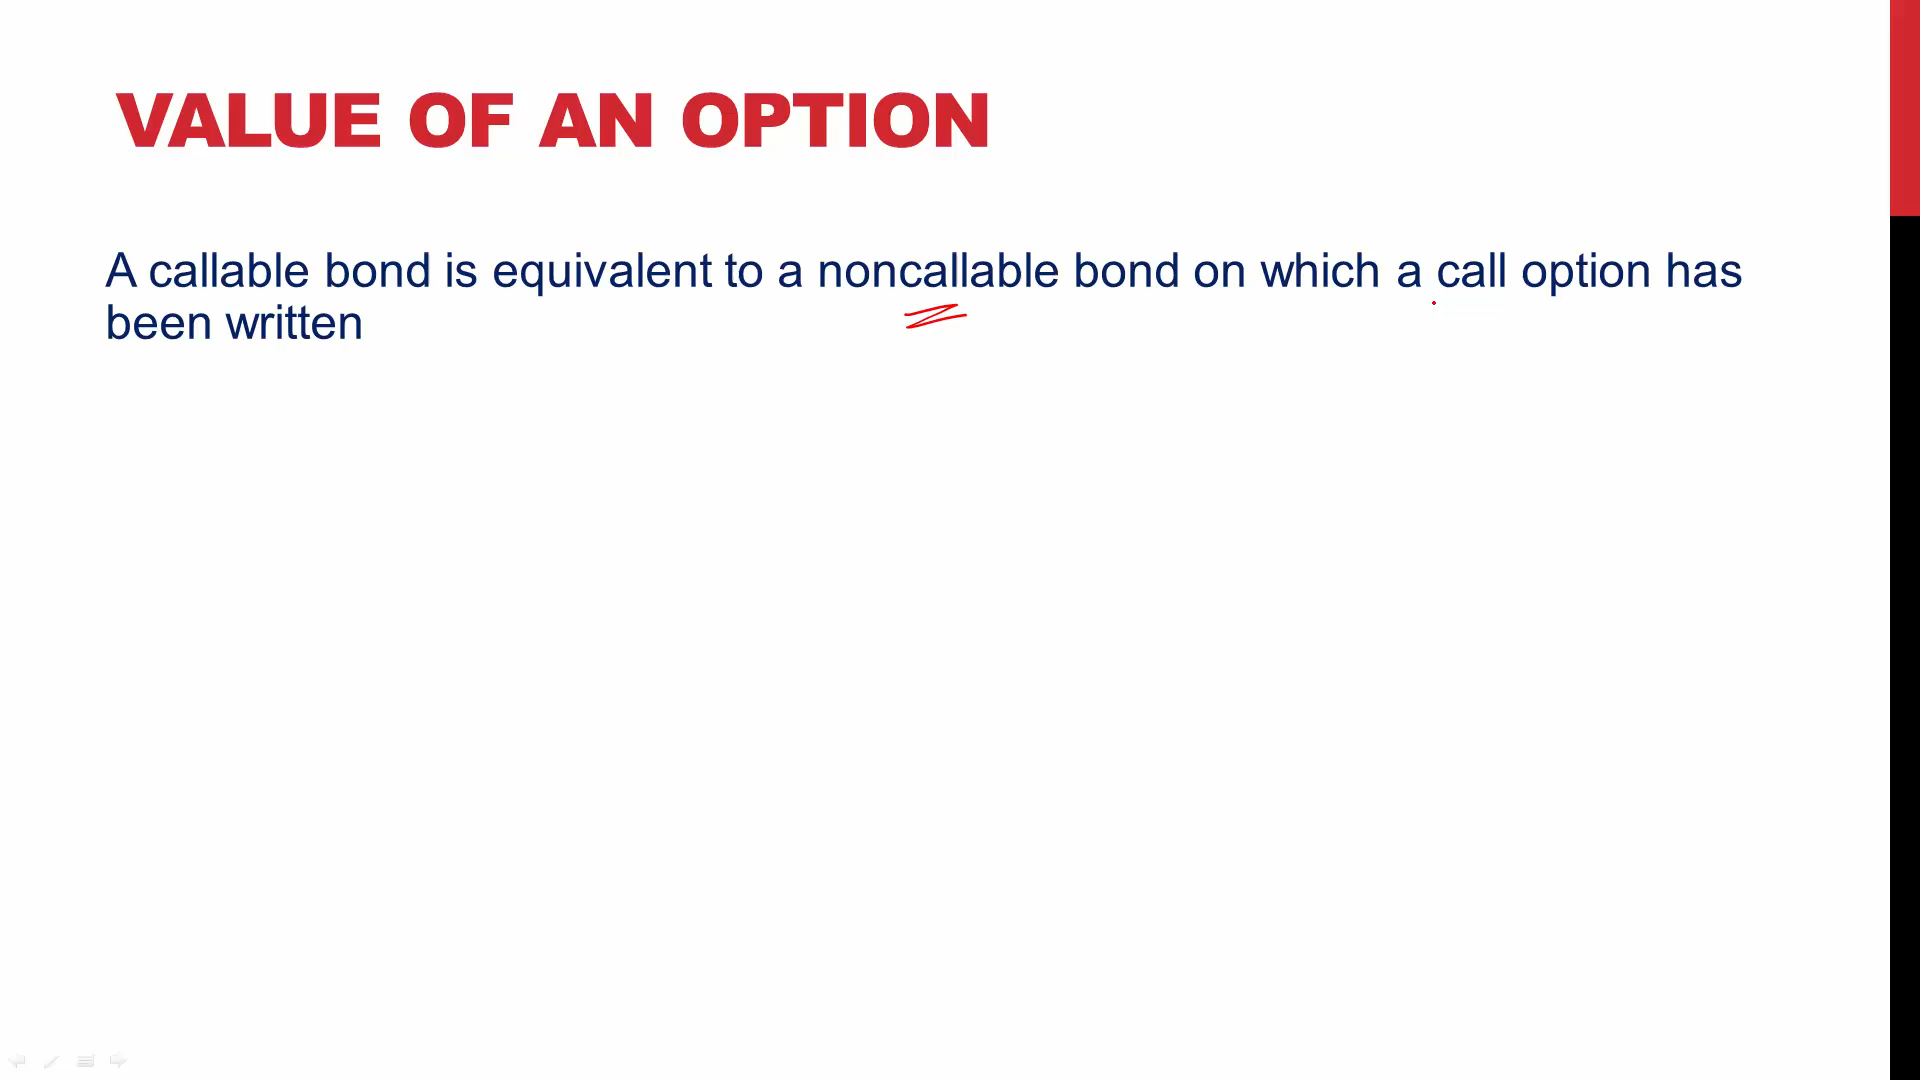 VALUE OF AN OPTION
A callable bond is equivalent to a noncallable bond on which a call option has
been written